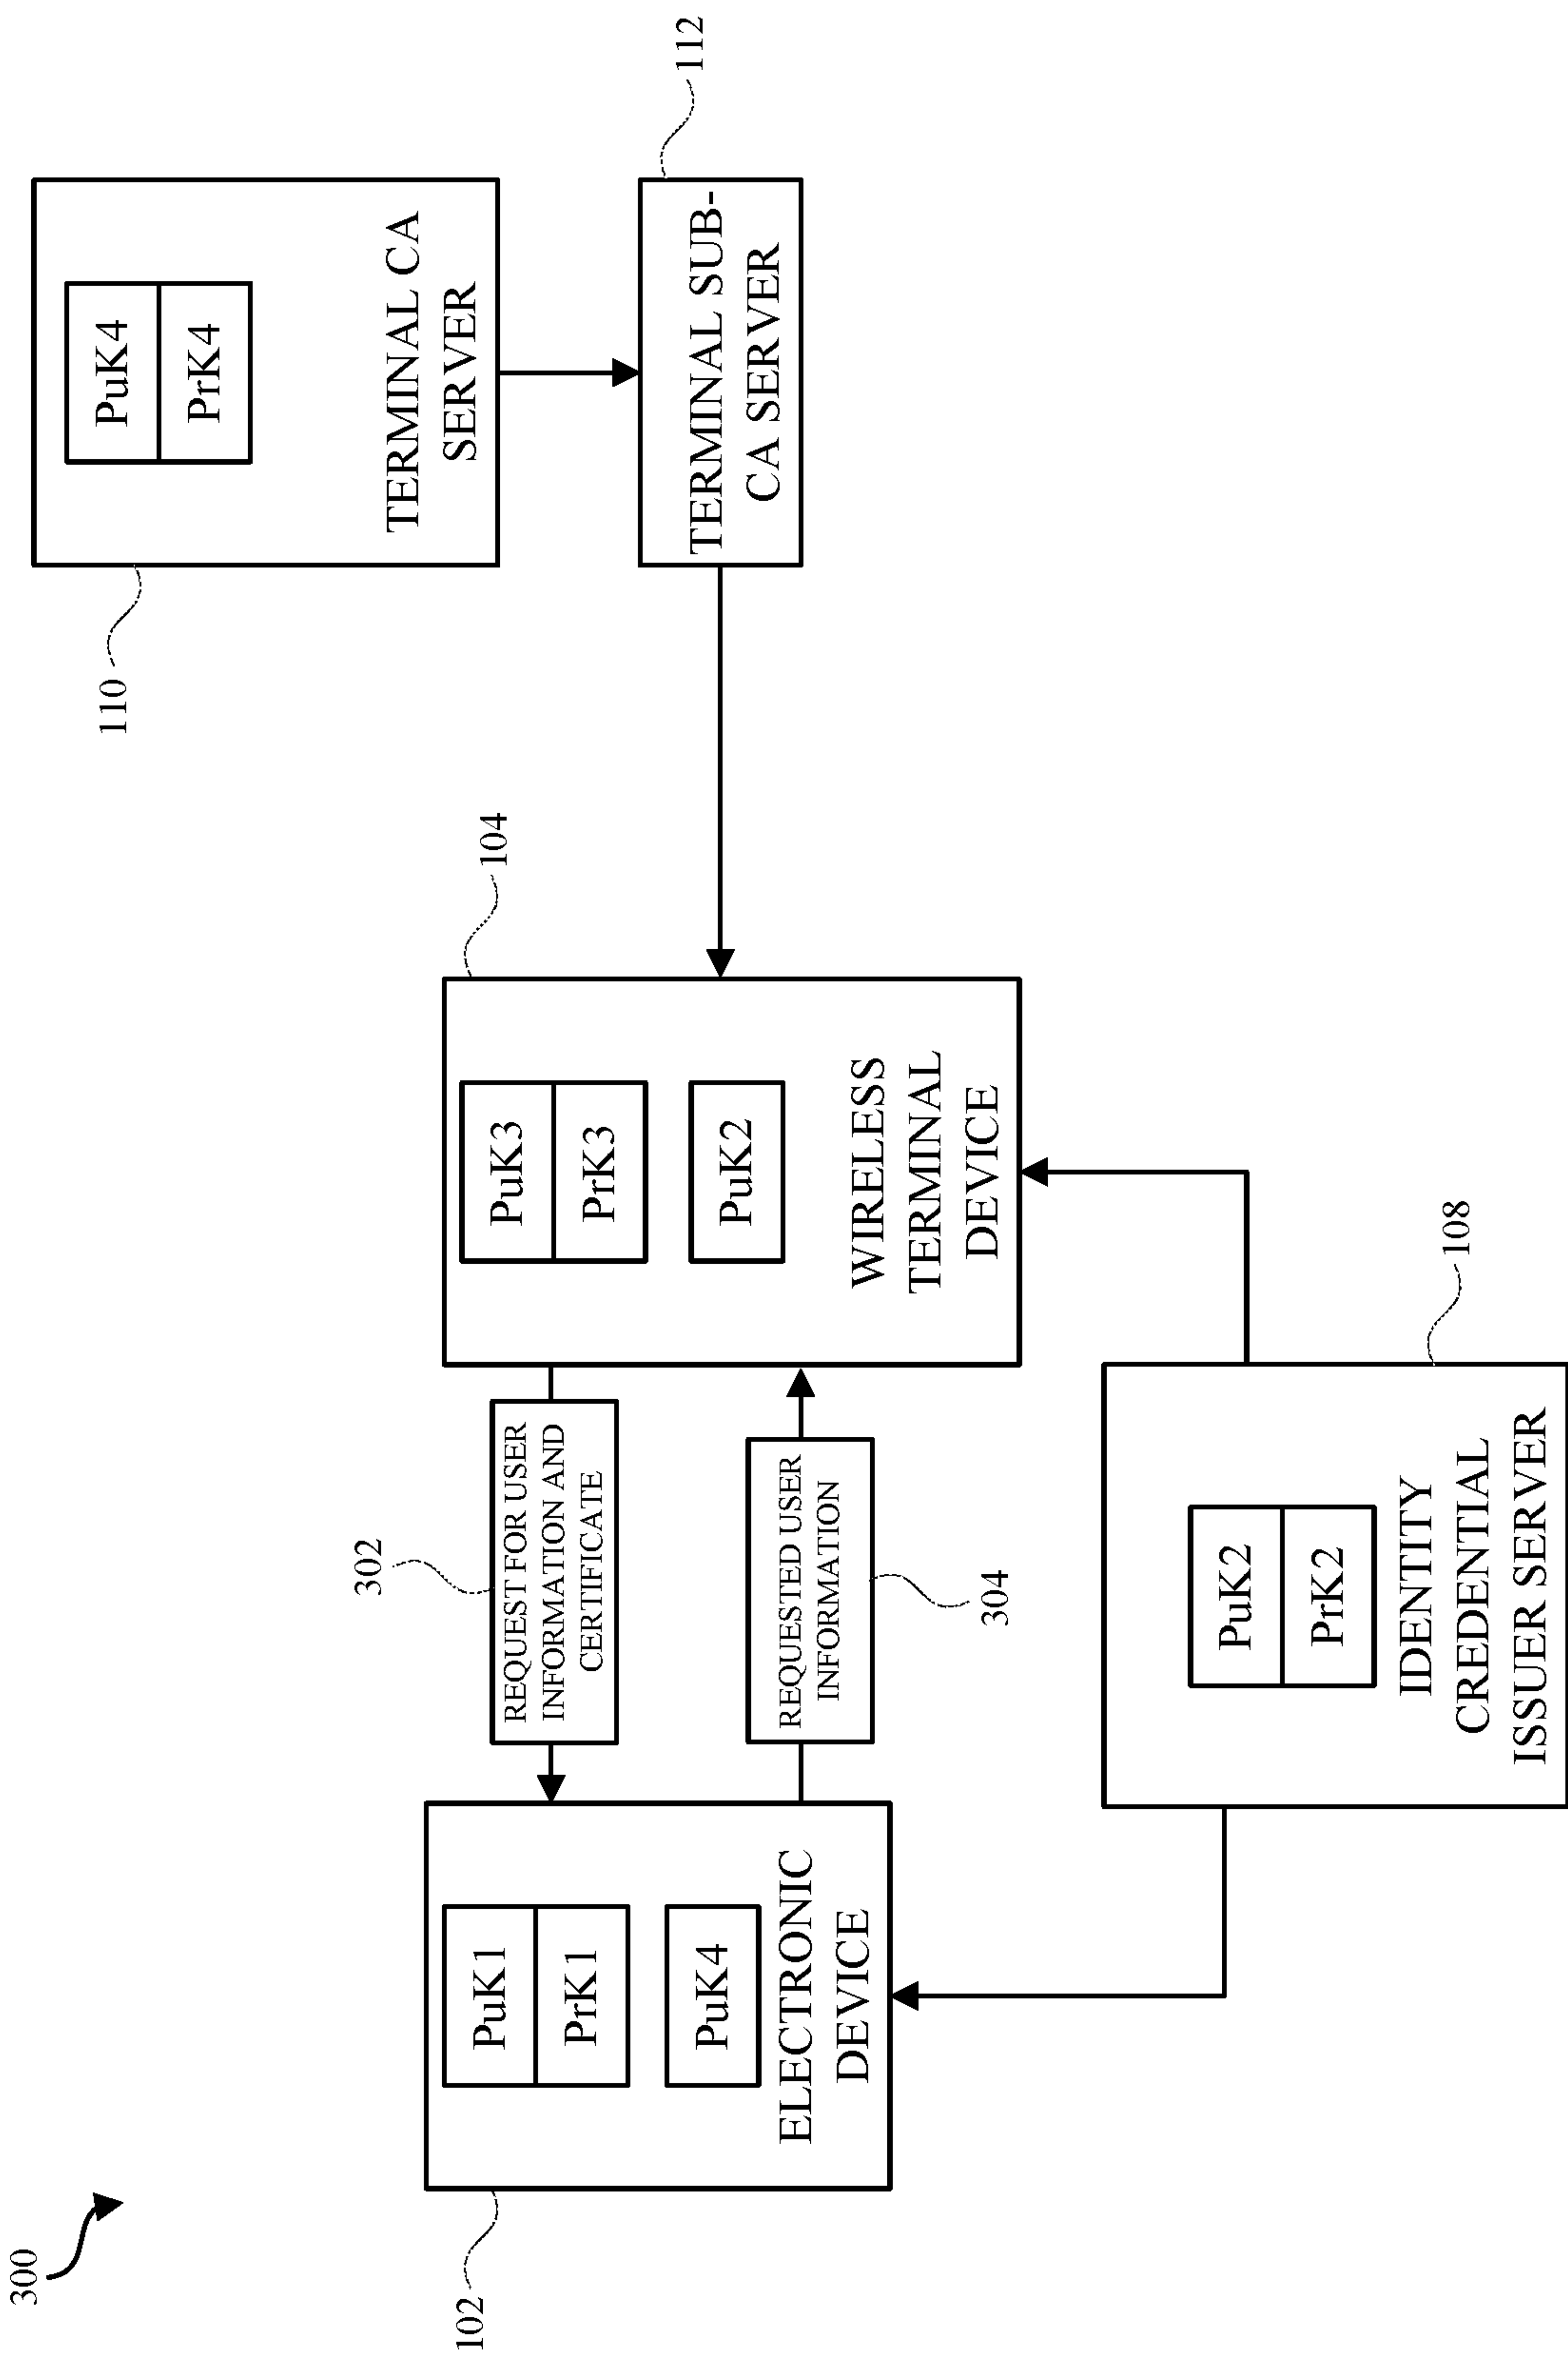 300
110
PuK4
PrK4
TERMINAL CA
SERVER
112
TERMINAL SUB-
CA SERVER
104
PuK3
PrK3
PuK2
WIRELESS
TERMINAL
DEVICE
302
REQUEST FOR USER
INFORMATION AND
CERTIFICATE
REQUESTED USER
INFORMATION
304
102
PuK1
PrK1
PuK4
ELECTRONIC
DEVICE
108
PuK2
PrK2
IDENTITY
CREDENTIAL
ISSUER SERVER